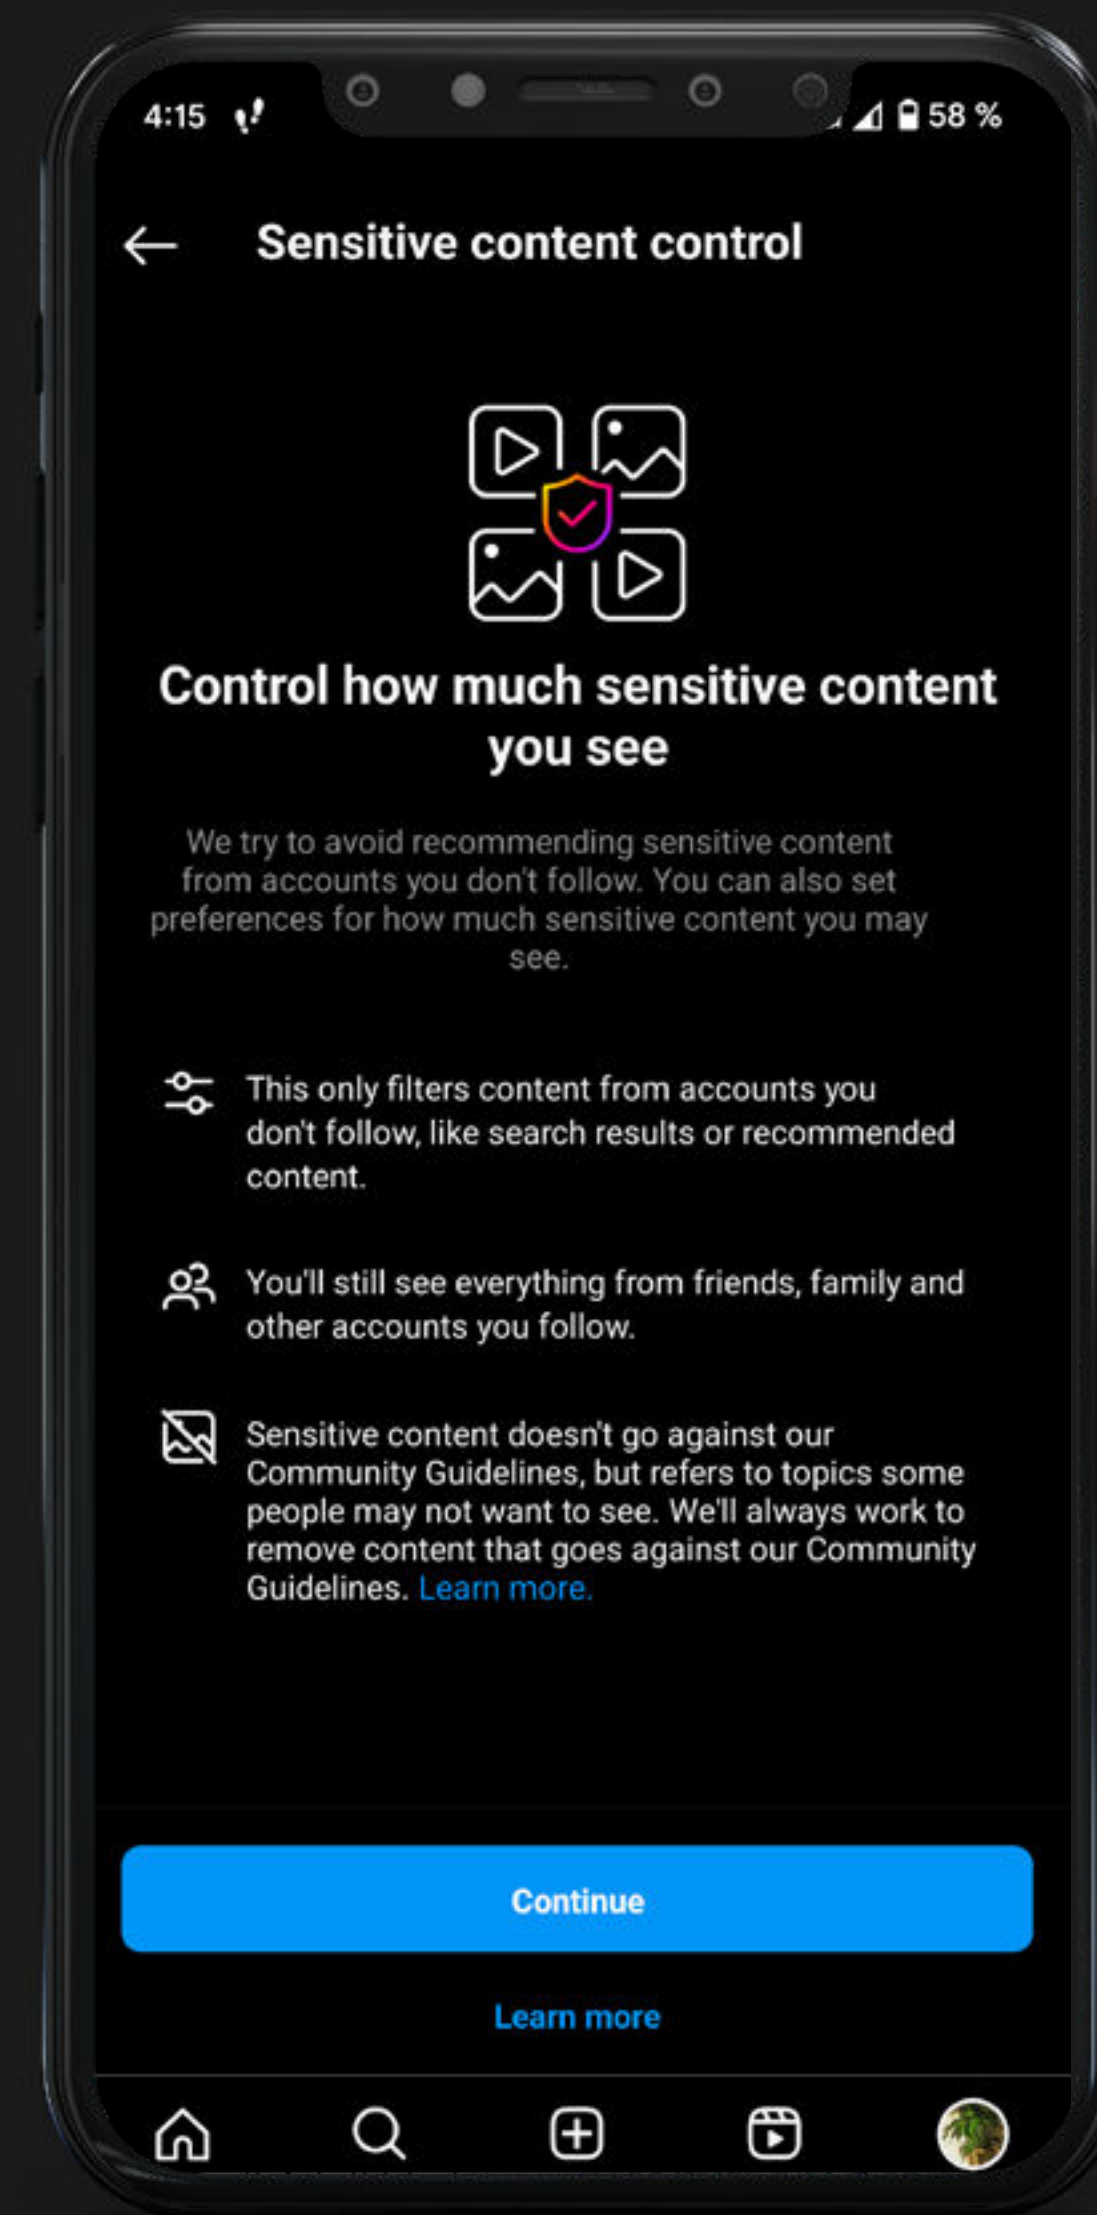 4:15 58 %
Sensitive content control
Control how much sensitive content
you see
We try to avoid recommending sensitive content
from accounts you don't follow. You can also set
preferences for how much sensitive content you may
see.
This only filters content from accounts you
don't follow, like search results or recommended
content.
You'll still see everything from friends, family and
other accounts you follow.
Sensitive content doesn't go against our
Community Guidelines, but refers to topics some
people may not want to see. We'll always work to
remove content that goes against our Community
Guidelines. Learn more.
Continue
Learn more